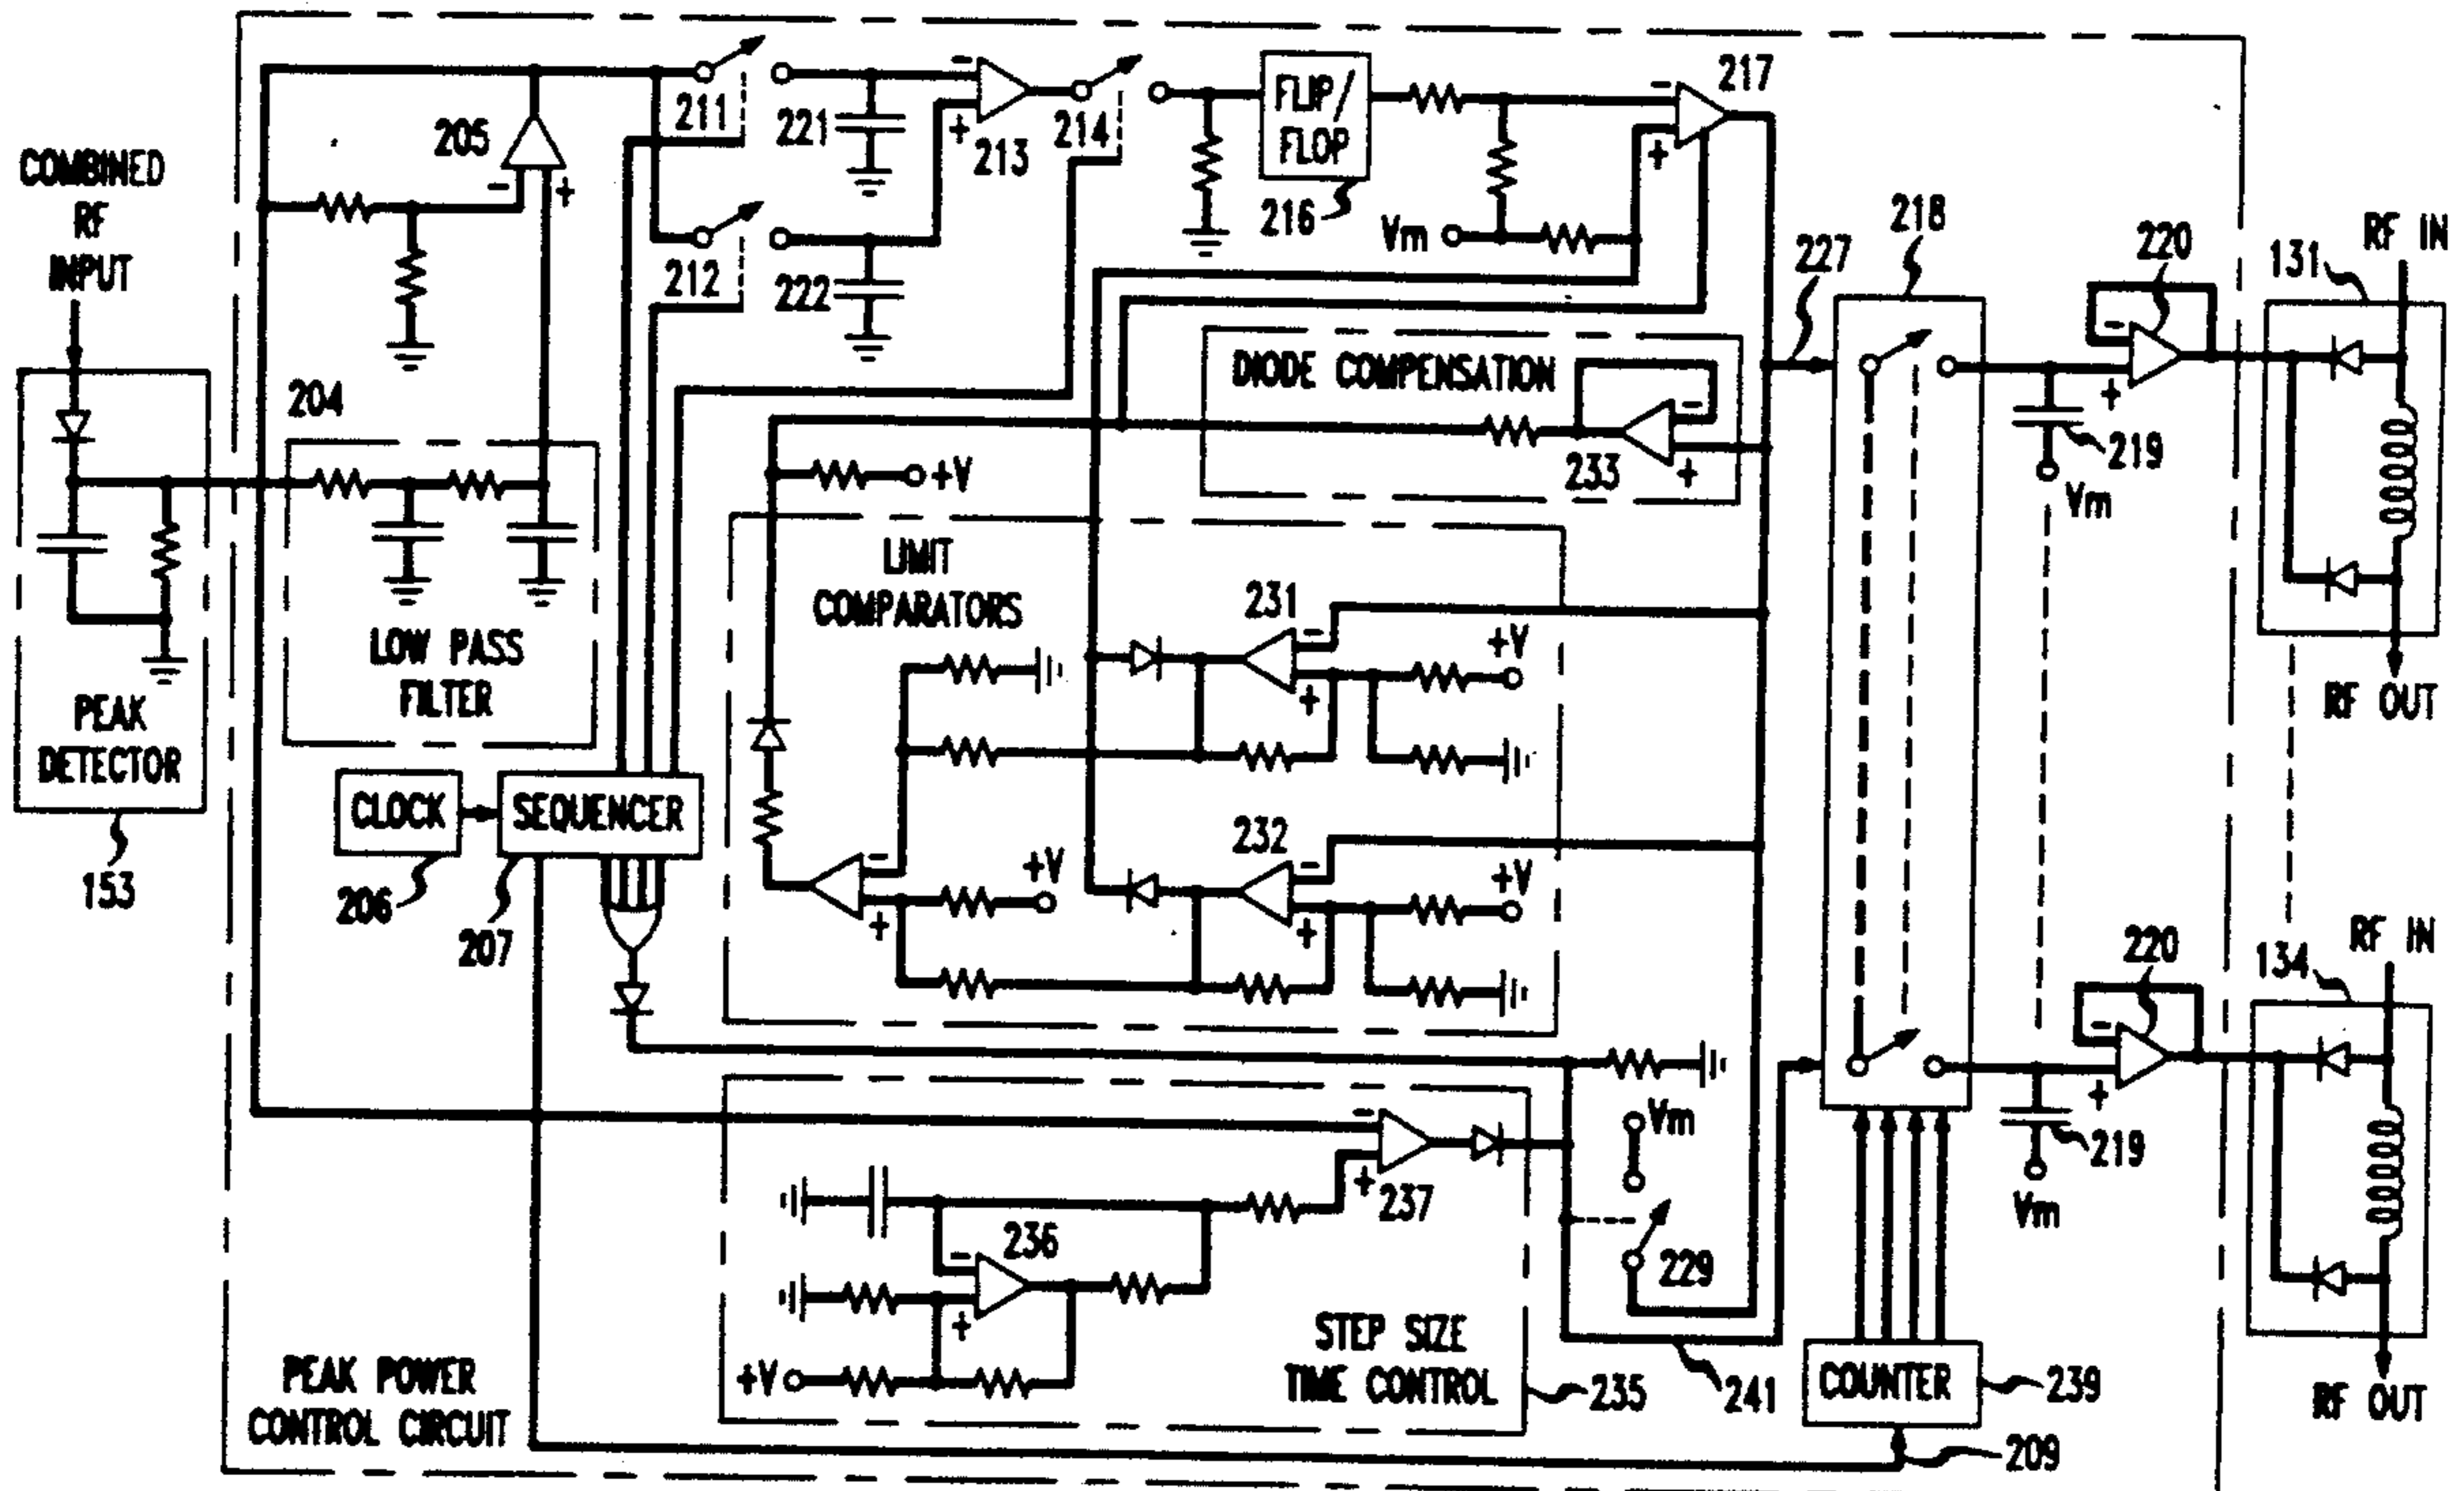 COMBINED
RF
INPUT
PEAK
DETECTOR
153
204
LOW PASS
FILTER
205
-
+
211
212
221
222
-
+
213
214
FLIP/
FLOP
216
Vm
-
+
217
227
218
220
-
+
219
Vm
131
RF IN
RF OUT
DIODE COMPENSATION
-
+
233
+V
LIMIT
COMPARATORS
231
-
+
+V
232
-
+
+V
-
+
+V
CLOCK
206
SEQUENCER
207
-
+
237
236
-
+
+V
STEP SIZE
TIME CONTROL
235
Vm
229
241
220
-
+
219
Vm
134
RF IN
RF OUT
COUNTER
239
209
PEAK POWER
CONTROL CIRCUIT